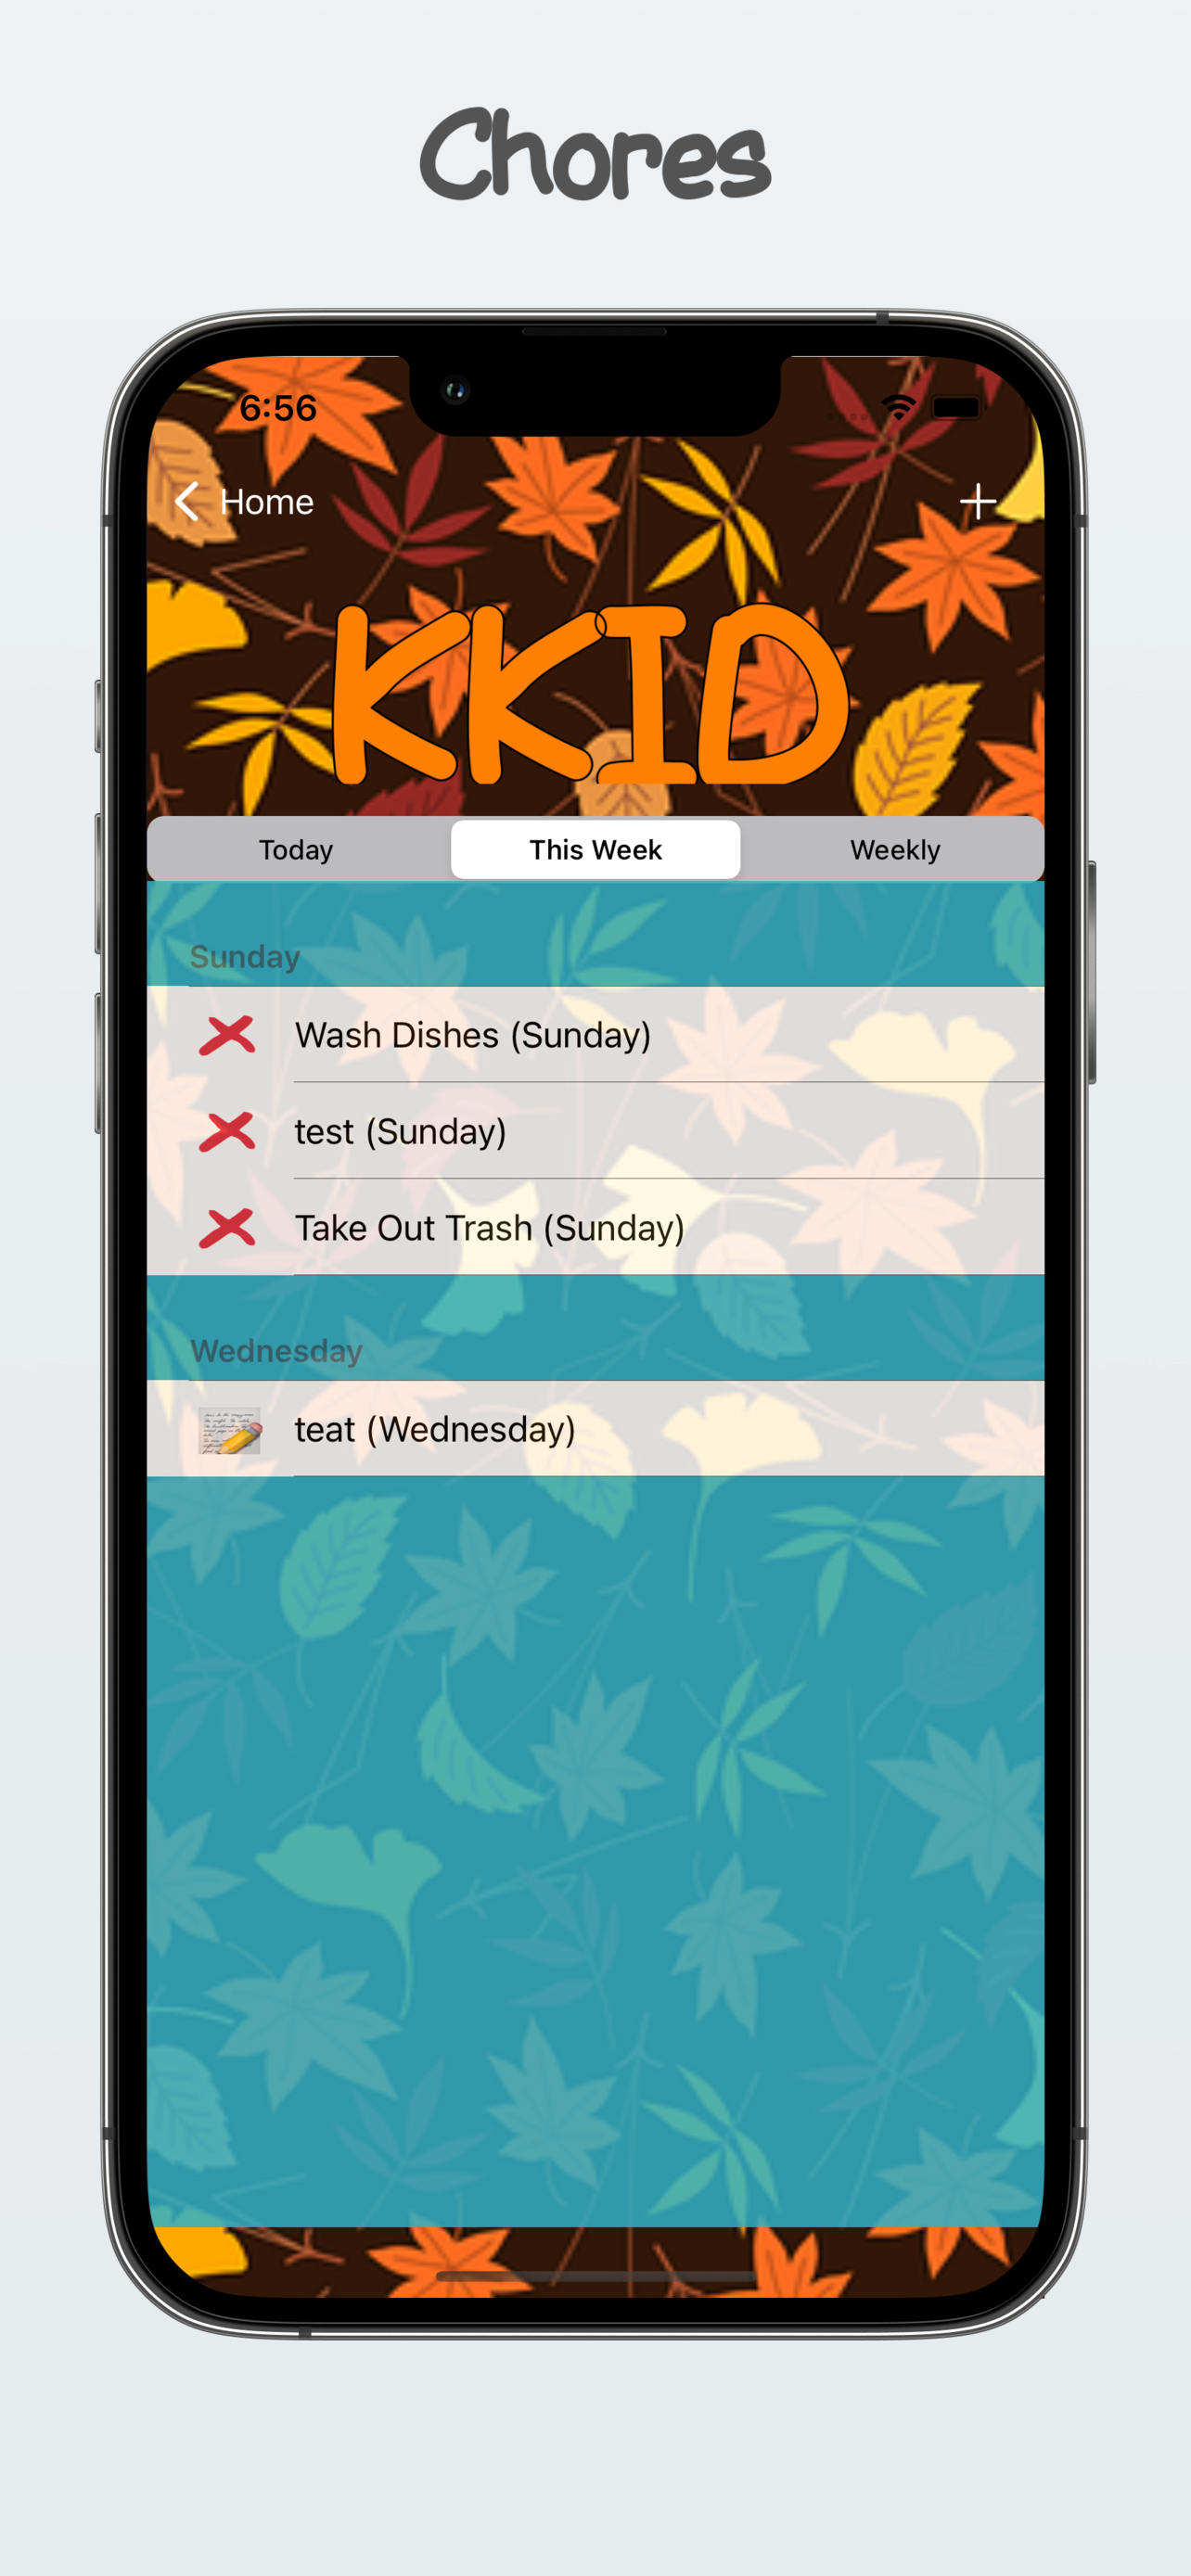 Chores
6:56
Home
KKID
Today
This Week
Weekly
Sunday
Wash Dishes (Sunday)
test (Sunday)
Take Out Trash (Sunday)
Wednesday
teat (Wednesday)